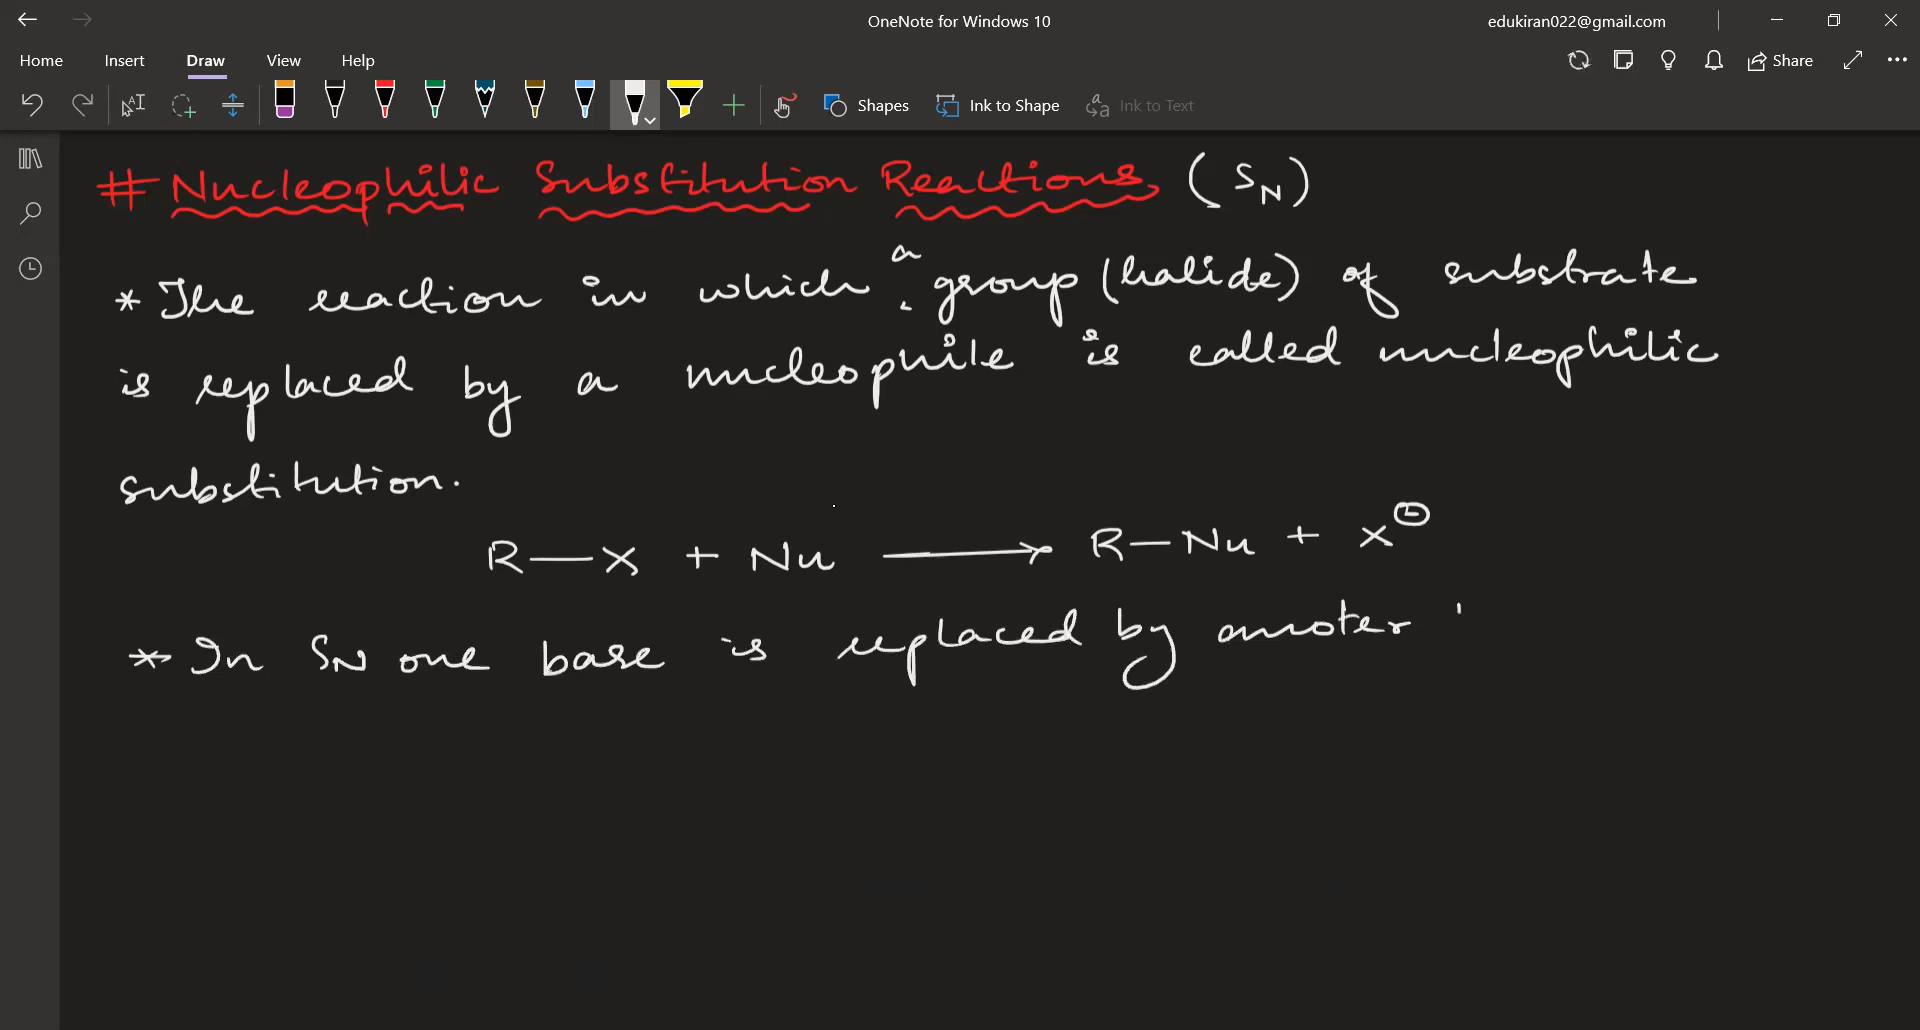 OneNote for Windows 10
edukiran022@gmail.com
Home Insert Draw View Help
Share
Shapes Ink to Shape Ink to Text
# Nucleophilic Substitution Reactions (SN)
* The reaction in which a group (halide) of substrate
is replaced by a nucleophile is called nucleophilic
substitution.
R—X + Nu ⟶ R—Nu + X⊖
* In SN one base is replaced by anoter